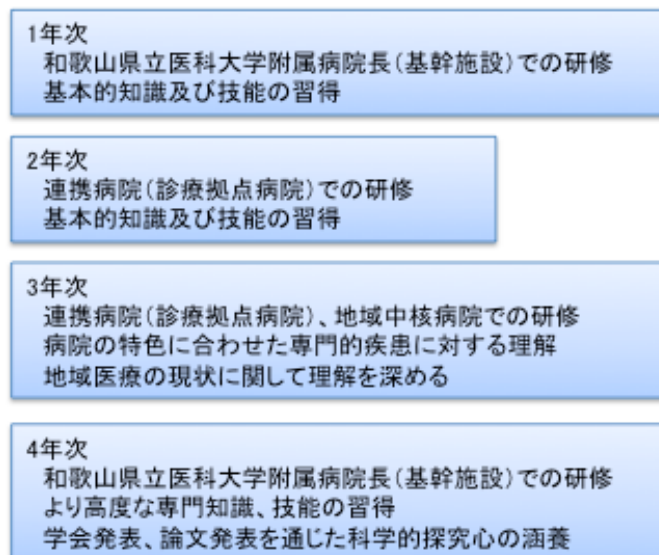 1年次
和歌山県立医科大学附属病院長(基幹施設)での研修
基本的知識及び技能の習得
2年次
連携病院(診療拠点病院)での研修
基本的知識及び技能の習得
3年次
連携病院(診療拠点病院)、地域中核病院での研修
病院の特色に合わせた専門的疾患に対する理解
地域医療の現状に関して理解を深める
4年次
和歌山県立医科大学附属病院長(基幹施設)での研修
より高度な専門知識、技能の習得
学会発表、論文発表を通じた科学的探究心の涵養